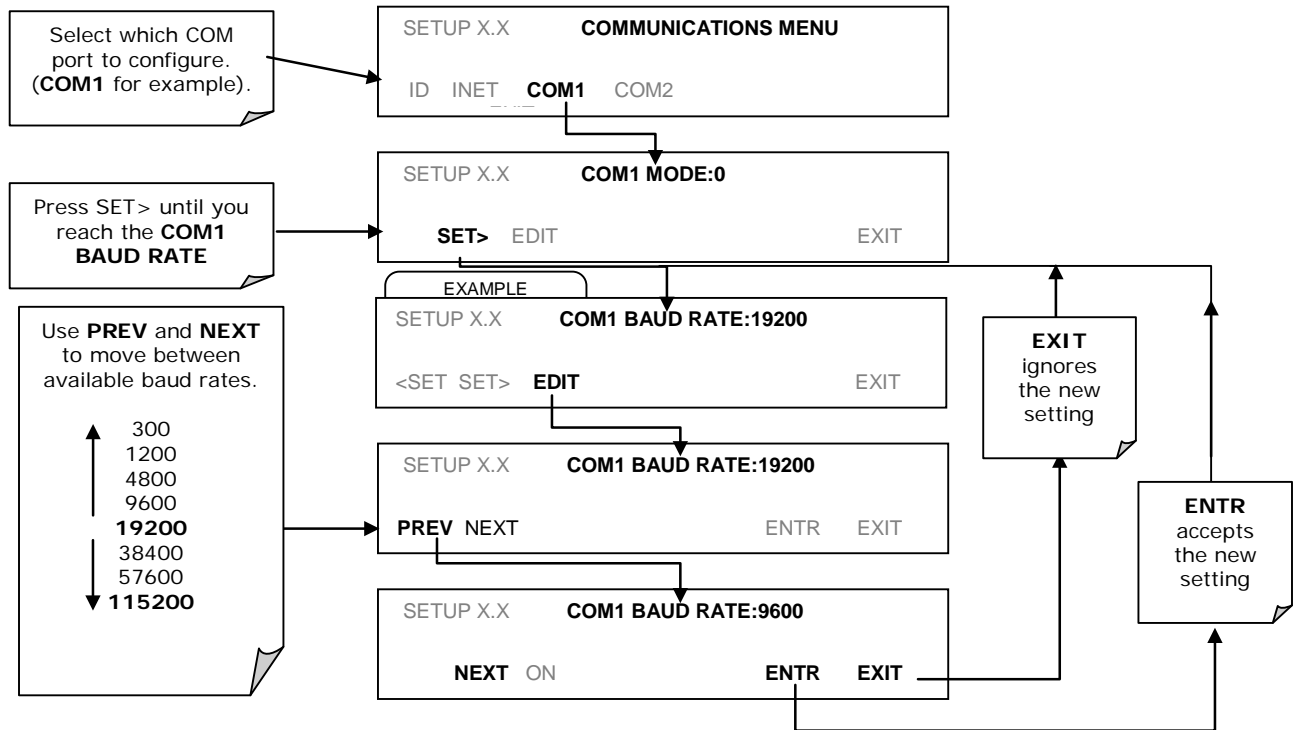 Select which COM
port to configure.
(COM1 for example).
SETUP X.X COMMUNICATIONS MENU
ID INET COM1 COM2
Press SET> until you
reach the COM1
BAUD RATE
SETUP X.X COM1 MODE:0
SET> EDIT EXIT
EXAMPLE
SETUP X.X COM1 BAUD RATE:19200
<SET SET> EDIT EXIT
Use PREV and NEXT
to move between
available baud rates.
300
1200
4800
9600
19200
38400
57600
115200
SETUP X.X COM1 BAUD RATE:19200
PREV NEXT ENTR EXIT
SETUP X.X COM1 BAUD RATE:9600
NEXT ON ENTR EXIT
EXIT
ignores
the new
setting
ENTR
accepts
the new
setting